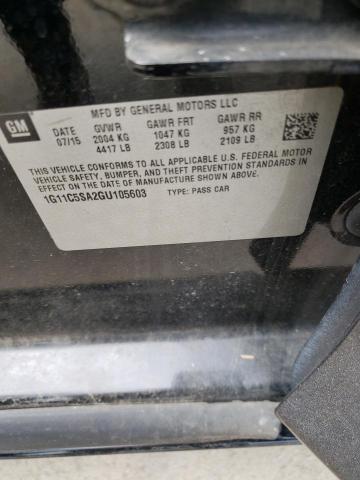 MFD BY GENERAL MOTORS LLC
GM
DATE GVWR GAWR FRT GAWR RR
07/15 2004 KG 1047 KG 957 KG
4417 LB 2308 LB 2109 LB
THIS VEHICLE CONFORMS TO ALL APPLICABLE U.S. FEDERAL MOTOR
VEHICLE SAFETY, BUMPER, AND THEFT PREVENTION STANDARDS IN
EFFECT ON THE DATE OF MANUFACTURE SHOWN ABOVE.
1G11C5SA2GU105603 TYPE: PASS CAR